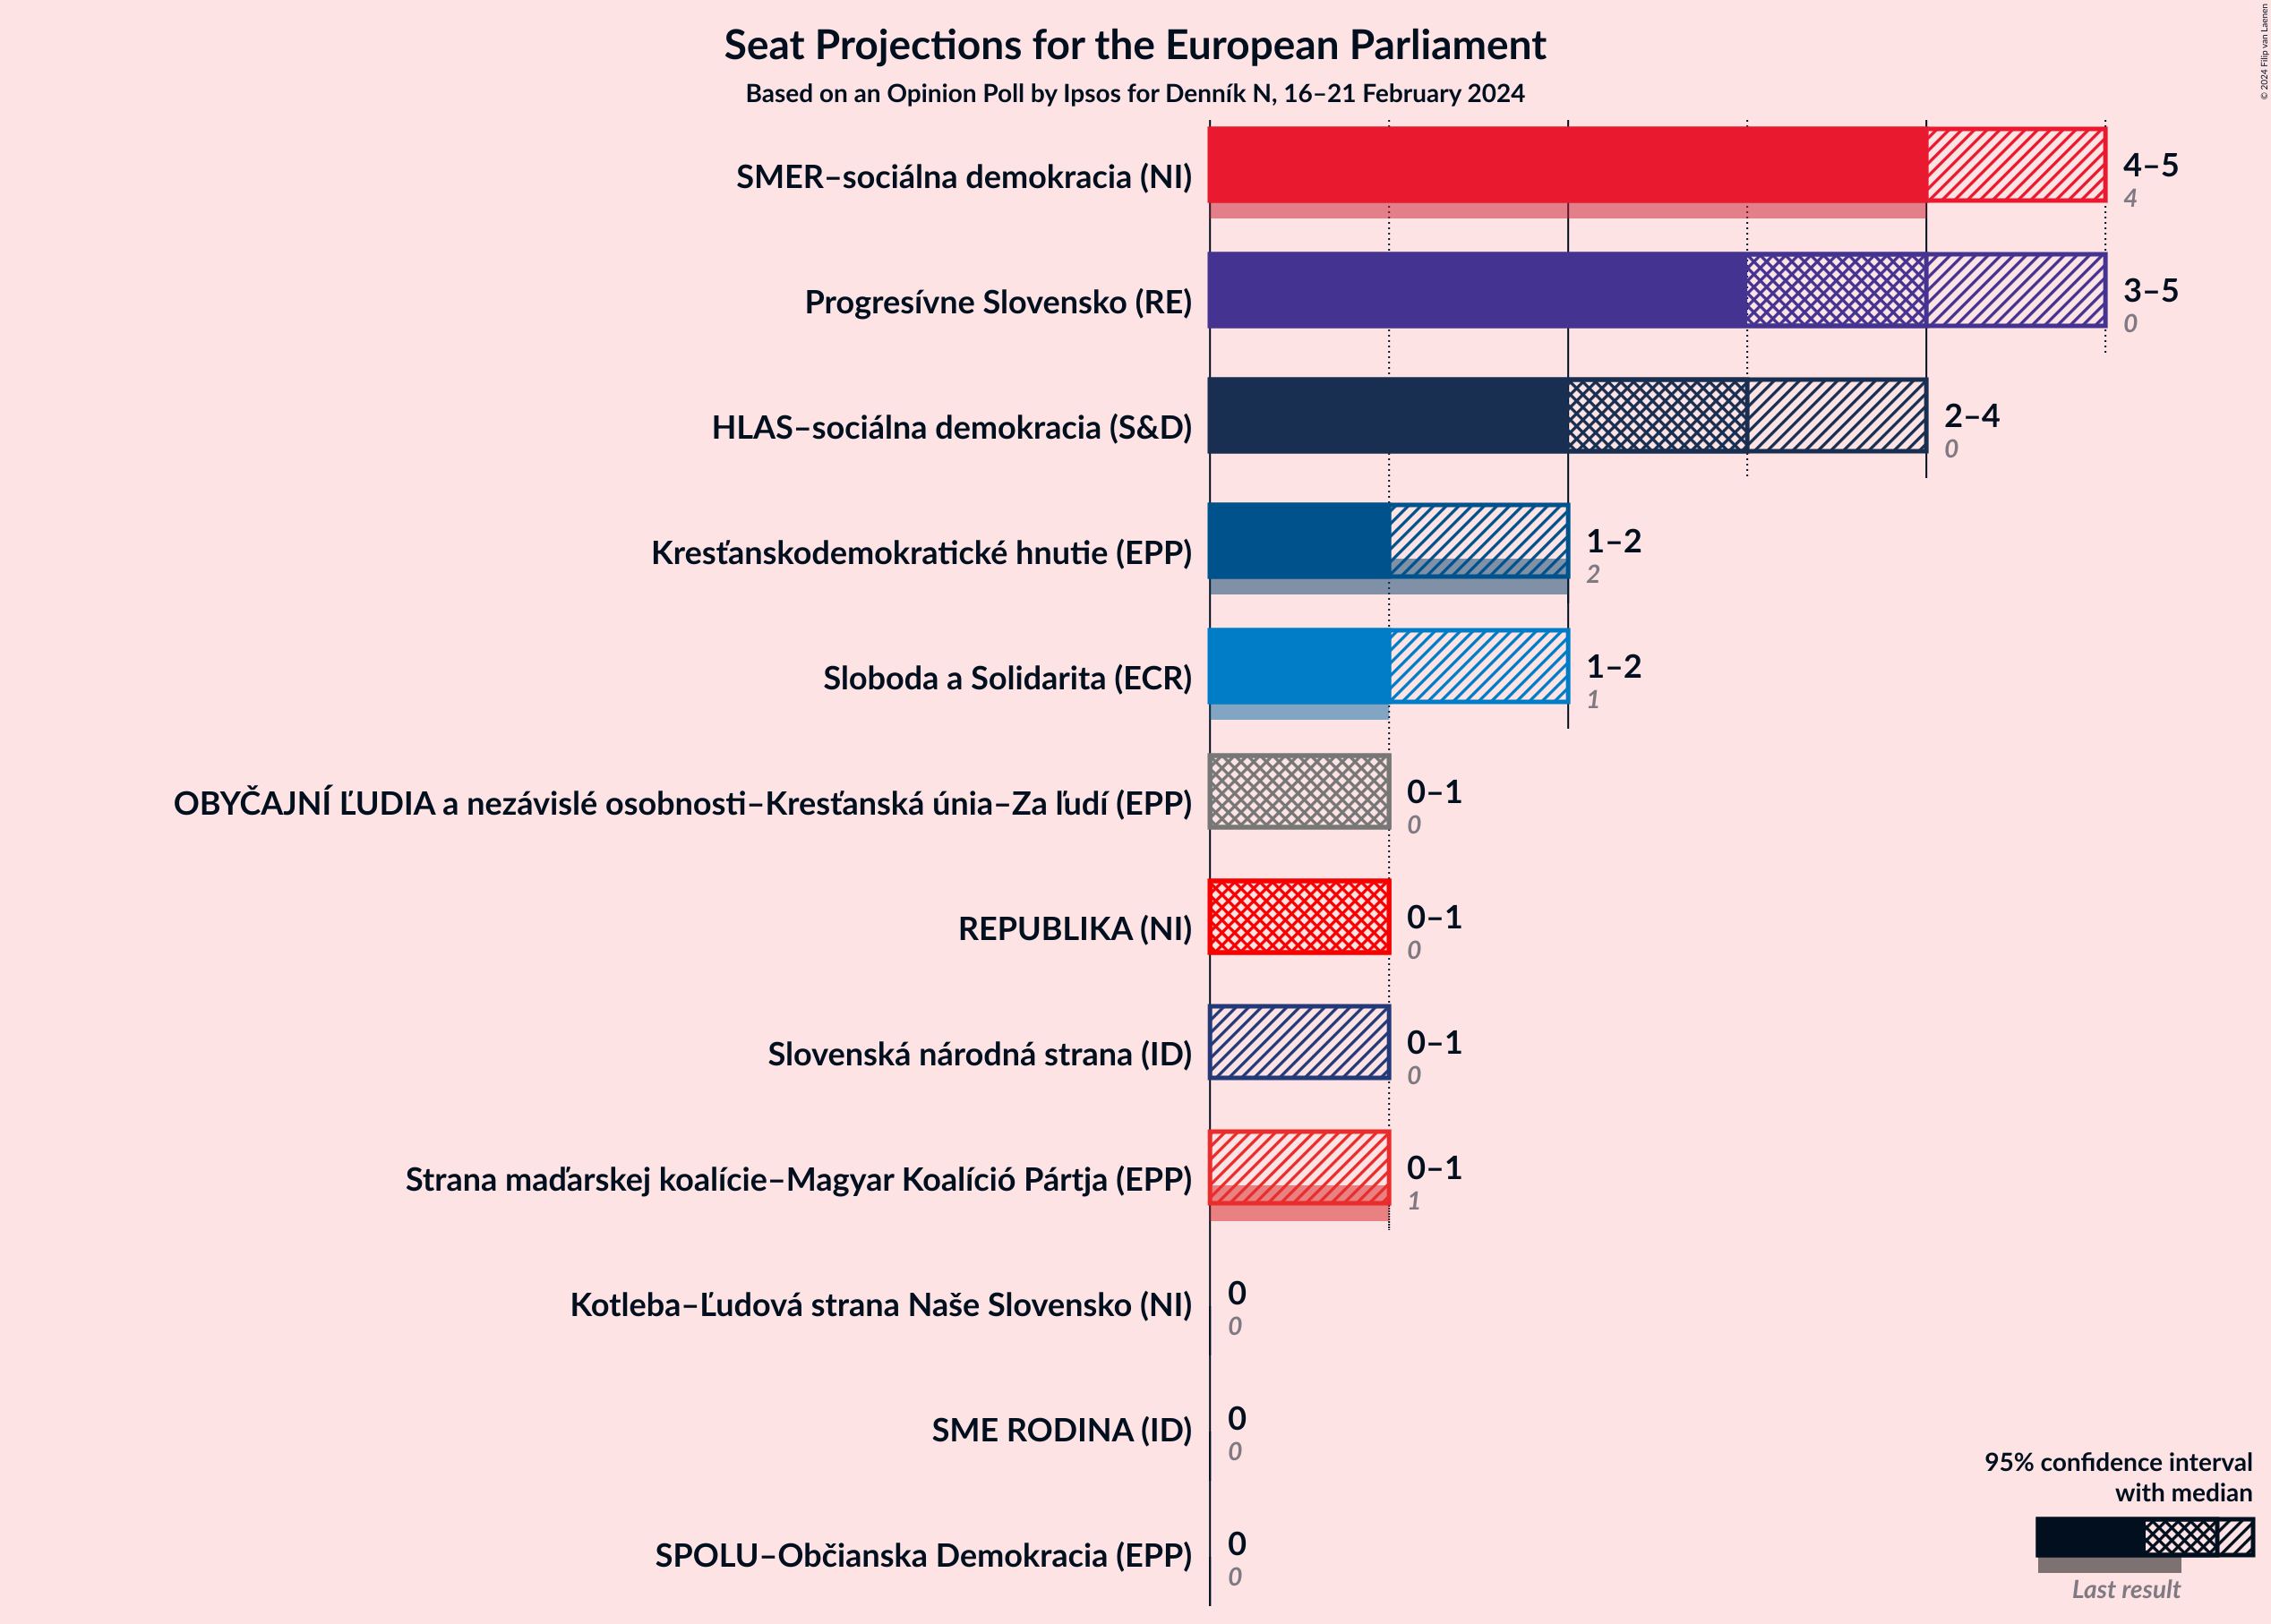 Seat Projections for the European Parliament
Based on an Opinion Poll by Ipsos for Denník N, 16–21 February 2024
© 2024 Filip van Laenen
SMER–sociálna demokracia (NI)
4–5
4
Progresívne Slovensko (RE)
3–5
0
HLAS–sociálna demokracia (S&D)
2–4
0
Kresťanskodemokratické hnutie (EPP)
1–2
2
Sloboda a Solidarita (ECR)
1–2
1
OBYČAJNÍ ĽUDIA a nezávislé osobnosti–Kresťanská únia–Za ľudí (EPP)
0–1
0
REPUBLIKA (NI)
0–1
0
Slovenská národná strana (ID)
0–1
0
Strana maďarskej koalície–Magyar Koalíció Pártja (EPP)
0–1
1
Kotleba–Ľudová strana Naše Slovensko (NI)
0
0
SME RODINA (ID)
0
0
SPOLU–Občianska Demokracia (EPP)
0
0
95% confidence interval
with median
Last result